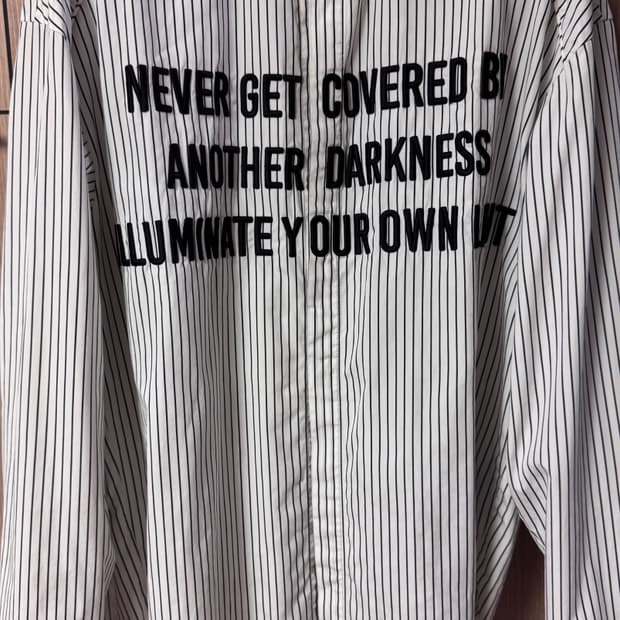 NEVER GET COVERED
ANOTHER DARKNESS
ILLUMINATE YOUR OWN